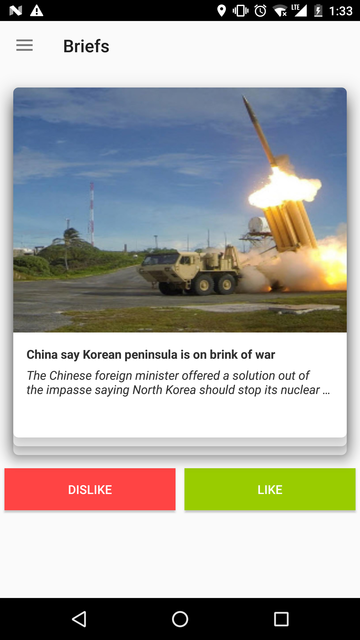 LTE
1:33
Briefs
China say Korean peninsula is on brink of war
The Chinese foreign minister offered a solution out of
the impasse saying North Korea should stop its nuclear ...
DISLIKE
LIKE